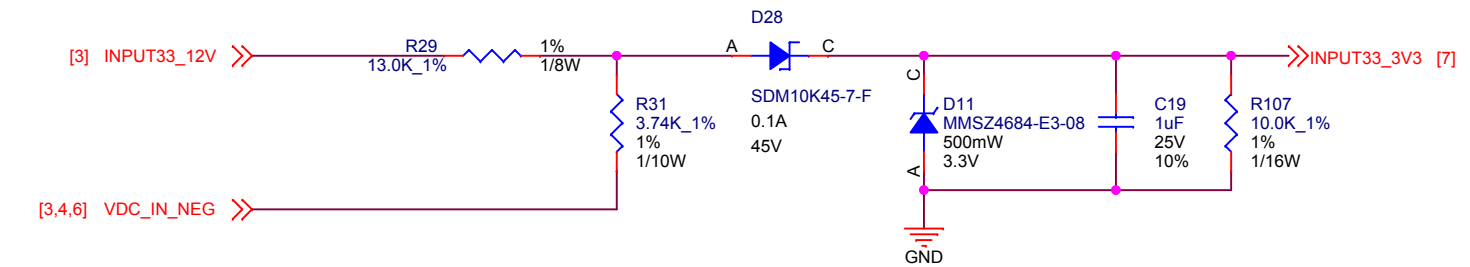 D28
[3] INPUT33_12V
R29
13.0K_1%
1%
1/8W
A
C
INPUT33_3V3 [7]
SDM10K45-7-F
0.1A
45V
R31
3.74K_1%
1%
1/10W
C
D11
MMSZ4684-E3-08
500mW
3.3V
A
C19
1uF
25V
10%
R107
10.0K_1%
1%
1/16W
[3,4,6] VDC_IN_NEG
GND